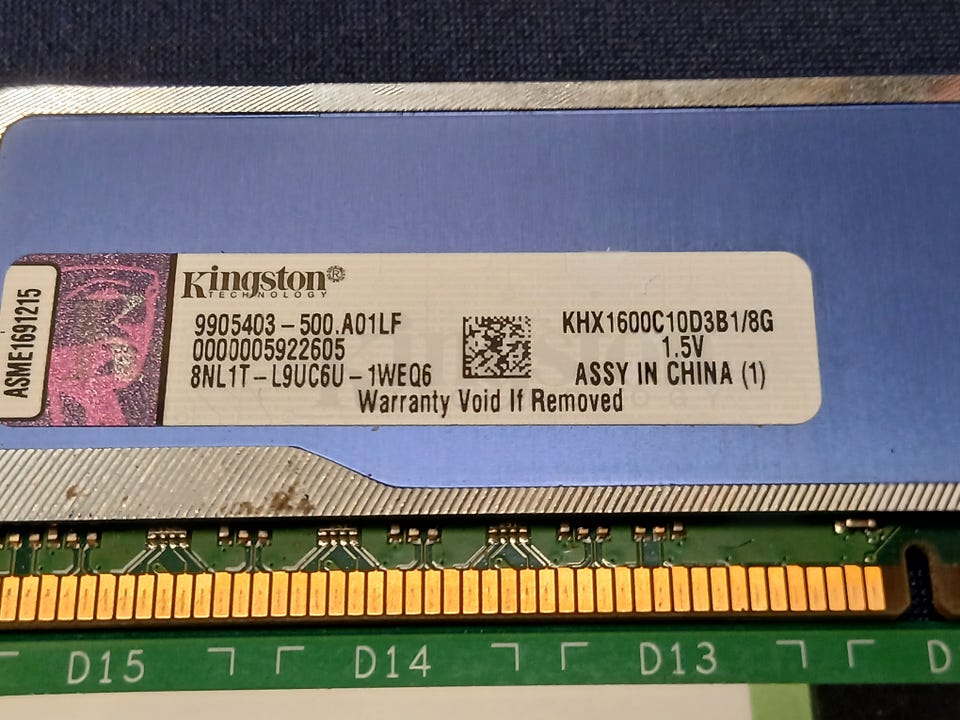 ASME1691215
Kingston®
TECHNOLOGY
9905403-500.A01LF
0000005922605
8NL1T-L9UC6U-1WEQ6
KHX1600C10D3B1/8G
1.5V
ASSY IN CHINA (1)
Warranty Void If Removed
D15
D14
D13
D